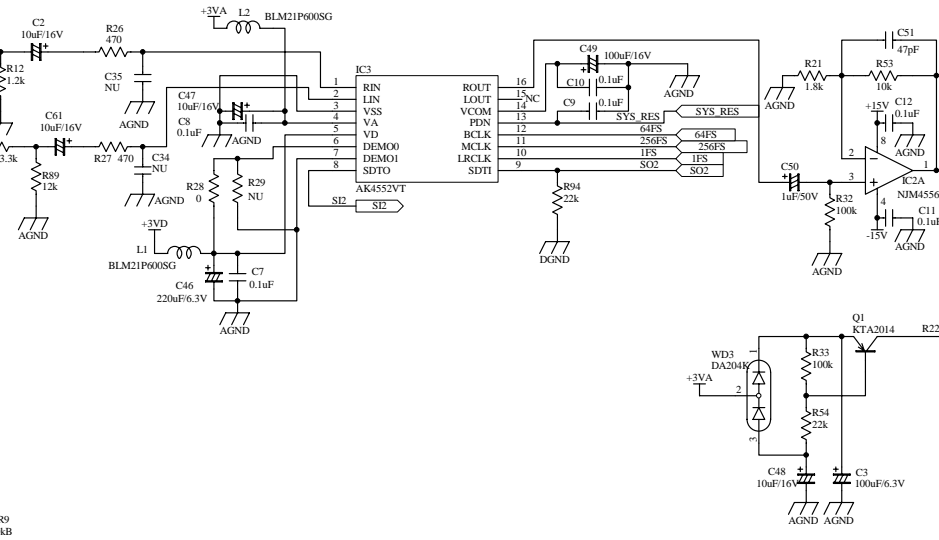 +3VA
L2
BLM21P600SG
C2
10uF/16V
R26
470
R12
1.2k
C35
NU
AGND
C47
10uF/16V
C8
0.1uF
AGND
C61
10uF/16V
3.3k
R27
470
C34
NU
AGND
R89
12k
AGND
R28
0
R29
NU
+3VD
L1
BLM21P600SG
C46
220uF/6.3V
C7
0.1uF
AGND
IC3
1 RIN
2 LIN
3 VSS
4 VA
5 VD
6 DEMO0
7 DEMO1
8 SDTO
ROUT 16
LOUT 15 NC
VCOM 14
PDN 13
BCLK 12
MCLK 11
LRCLK 10
SDTI 9
AK4552VT
SI2
SI2
C49
100uF/16V
C10
0.1uF
C9
0.1uF
AGND
SYS_RES
SYS_RES
64FS
64FS
256FS
256FS
1FS
1FS
SO2
SO2
R94
22k
DGND
C51
47pF
R21
1.8k
R53
10k
AGND
+15V
C12
0.1uF
AGND
8
2
3
1
4
IC2A
NJM4556
C50
1uF/50V
R32
100k
AGND
-15V
C11
0.1uF
AGND
Q1
KTA2014
R22
WD3
DA204K
+3VA
1
2
3
R33
100k
R54
22k
C48
10uF/16V
C3
100uF/6.3V
AGND
AGND
R9
kB